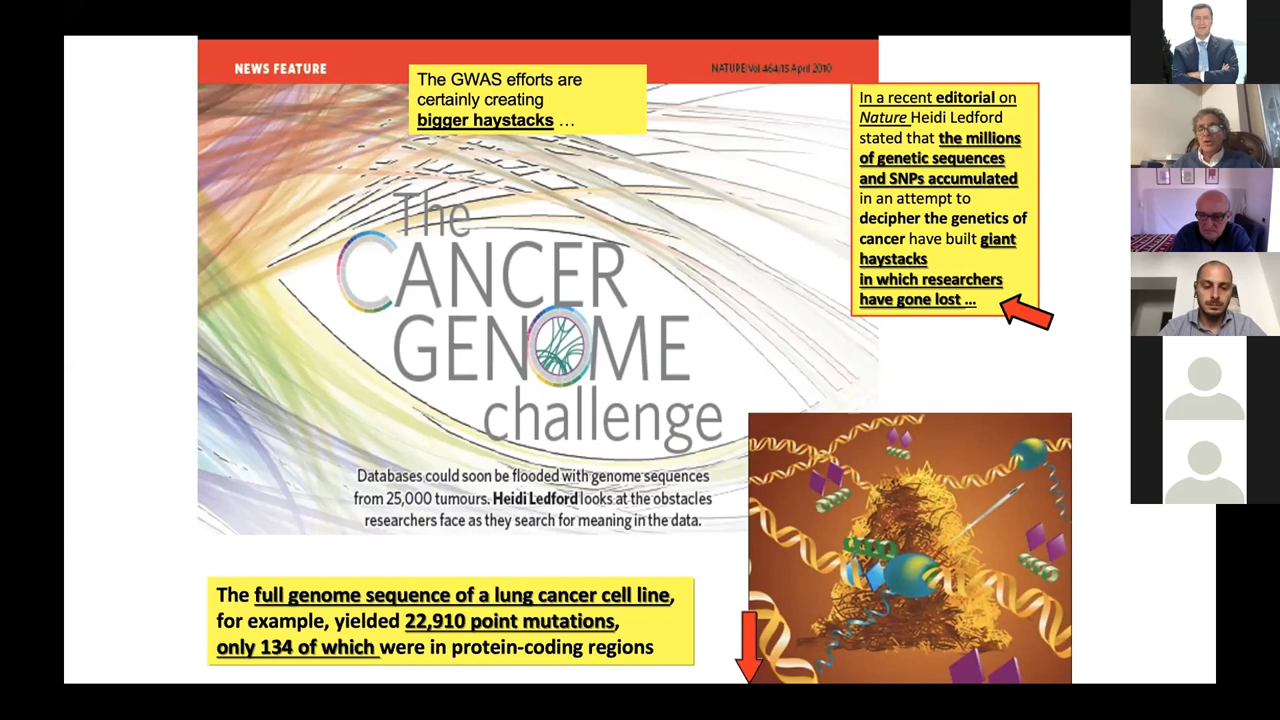 NEWS FEATURE
NATURE|Vol 464|15 April 2010
The GWAS efforts are
certainly creating
bigger haystacks …
In a recent editorial on
Nature Heidi Ledford
stated that the millions
of genetic sequences
and SNPs accumulated
in an attempt to
decipher the genetics of
cancer have built giant
haystacks
in which researchers
have gone lost …
The
CANCER
GENOME
challenge
Databases could soon be flooded with genome sequences
from 25,000 tumours. Heidi Ledford looks at the obstacles
researchers face as they search for meaning in the data.
The full genome sequence of a lung cancer cell line,
for example, yielded 22,910 point mutations,
only 134 of which were in protein-coding regions